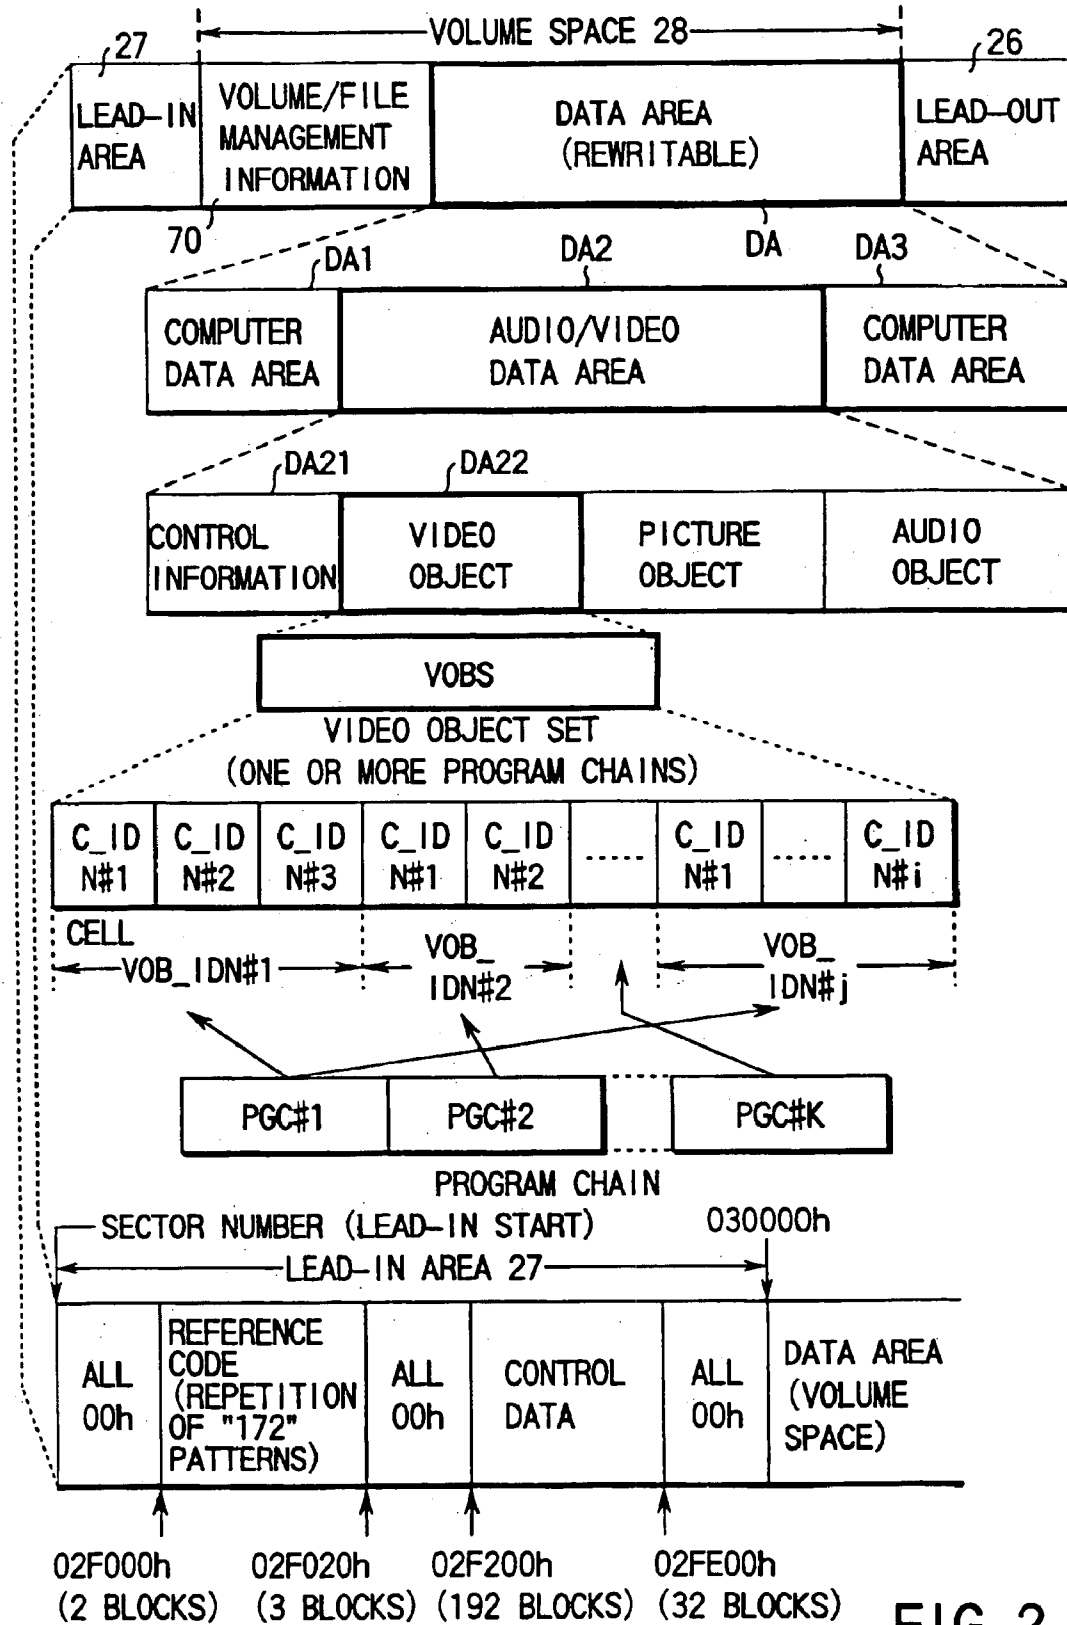 VOLUME SPACE 28
27
26
LEAD-IN
AREA
VOLUME/FILE
MANAGEMENT
INFORMATION
DATA AREA
(REWRITABLE)
LEAD-OUT
AREA
70
DA
DA1
DA2
DA3
COMPUTER
DATA AREA
AUDIO/VIDEO
DATA AREA
COMPUTER
DATA AREA
DA21
DA22
CONTROL
INFORMATION
VIDEO
OBJECT
PICTURE
OBJECT
AUDIO
OBJECT
VOBS
VIDEO OBJECT SET
(ONE OR MORE PROGRAM CHAINS)
C_ID
N#1
C_ID
N#2
C_ID
N#3
C_ID
N#1
C_ID
N#2
C_ID
N#1
C_ID
N#i
CELL
VOB_IDN#1
VOB_
IDN#2
VOB_
IDN#j
PGC#1
PGC#2
PGC#K
PROGRAM CHAIN
SECTOR NUMBER (LEAD-IN START)
030000h
LEAD-IN AREA 27
ALL
00h
REFERENCE
CODE
(REPETITION
OF "172"
PATTERNS)
ALL
00h
CONTROL
DATA
ALL
00h
DATA AREA
(VOLUME
SPACE)
02F000h
(2 BLOCKS)
02F020h
(3 BLOCKS)
02F200h
(192 BLOCKS)
02FE00h
(32 BLOCKS)
FIG. 2